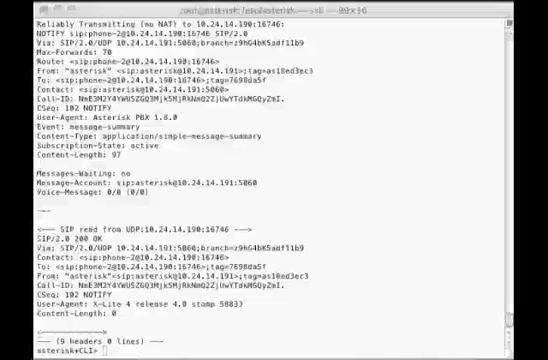 Reliably Transmitting (no NAT) to 10.24.14.190:16746:
NOTIFY sip:phone-2@10.24.14.190:16746 SIP/2.0
Via: SIP/2.0/UDP 10.24.14.191:5060;branch=z9hG4bK5adf11b9
Max-Forwards: 70
Route: <sip:phone-2@10.24.14.190:16746>
From: "asterisk" <sip:asterisk@10.24.14.191>;tag=as18ed3ec3
To: <sip:phone-2@10.24.14.190:16746>;tag=7698da5f
Contact: <sip:asterisk@10.24.14.191:5060>
Call-ID:
CSeq: 102 NOTIFY
User-Agent: Asterisk PBX 1.8.0
Event: message-summary
Content-Type: application/simple-message-summary
Subscription-State: active
Content-Length: 97
Messages-Waiting: no
Message-Account: sip:asterisk@10.24.14.191:5060
Voice-Message: 0/0 (0/0)
---
<--- SIP read from UDP:10.24.14.190:16746 --->
SIP/2.0 200 OK
Via: SIP/2.0/UDP 10.24.14.191:5060;branch=z9hG4bK5adf11b9
Contact: <sip:phone-2@10.24.14.190:16746>
To: <sip:phone-2@10.24.14.190:16746>;tag=7698da5f
From: "asterisk"<sip:asterisk@10.24.14.191>;tag=as18ed3ec3
Call-ID:
CSeq: 102 NOTIFY
User-Agent: X-Lite 4 release 4.0 stamp 58833
Content-Length: 0
<------------->
--- (9 headers 0 lines) ---
asterisk*CLI>